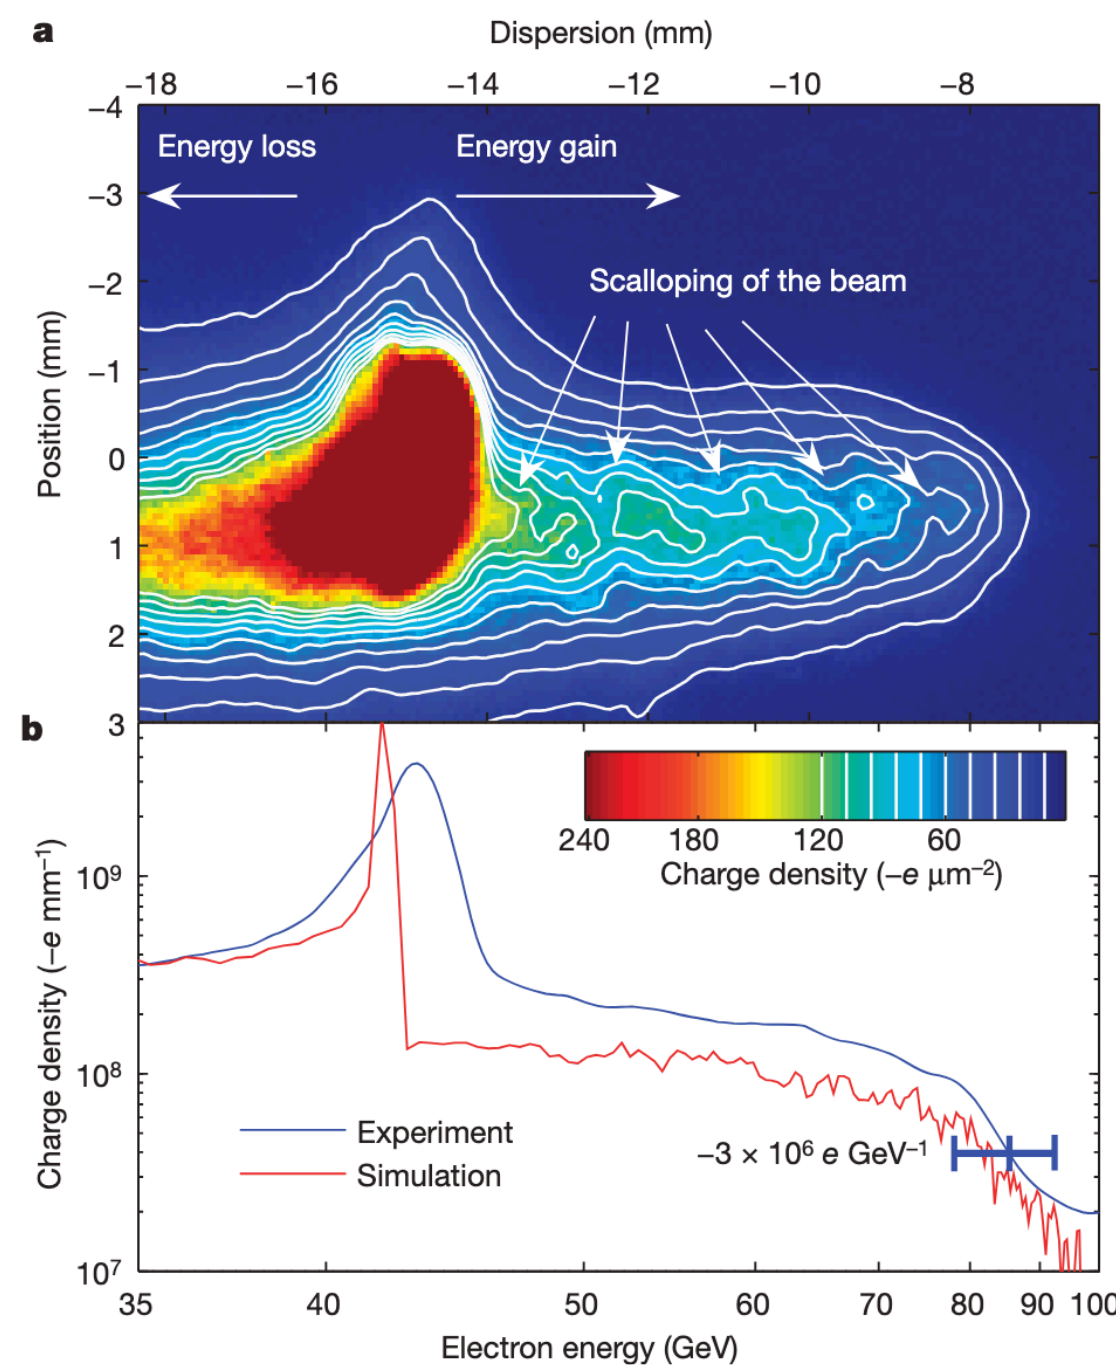 a
Dispersion (mm)
−18 −16 −14 −12 −10 −8
−4
Energy loss Energy gain
−3
Scalloping of the beam
−2
−1
Position (mm)
0
1
2
3
b
240 180 120 60
Charge density (−e μm⁻²)
10⁹
Charge density (−e mm⁻¹)
10⁸
Experiment
−3 × 10⁶ e GeV⁻¹
Simulation
10⁷
35 40 50 60 70 80 90 100
Electron energy (GeV)